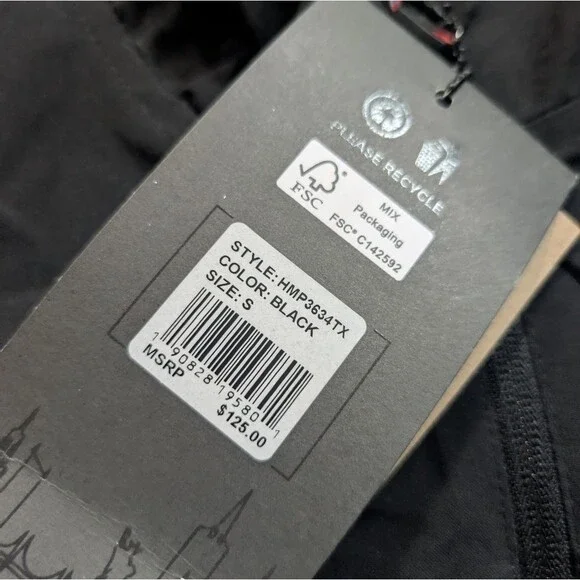 PLEASE RECYCLE
FSC
MIX
Packaging
FSC® C142592
STYLE: HMP3634TX
COLOR: BLACK
SIZE: S
1 90828 19580 1
MSRP
$125.00